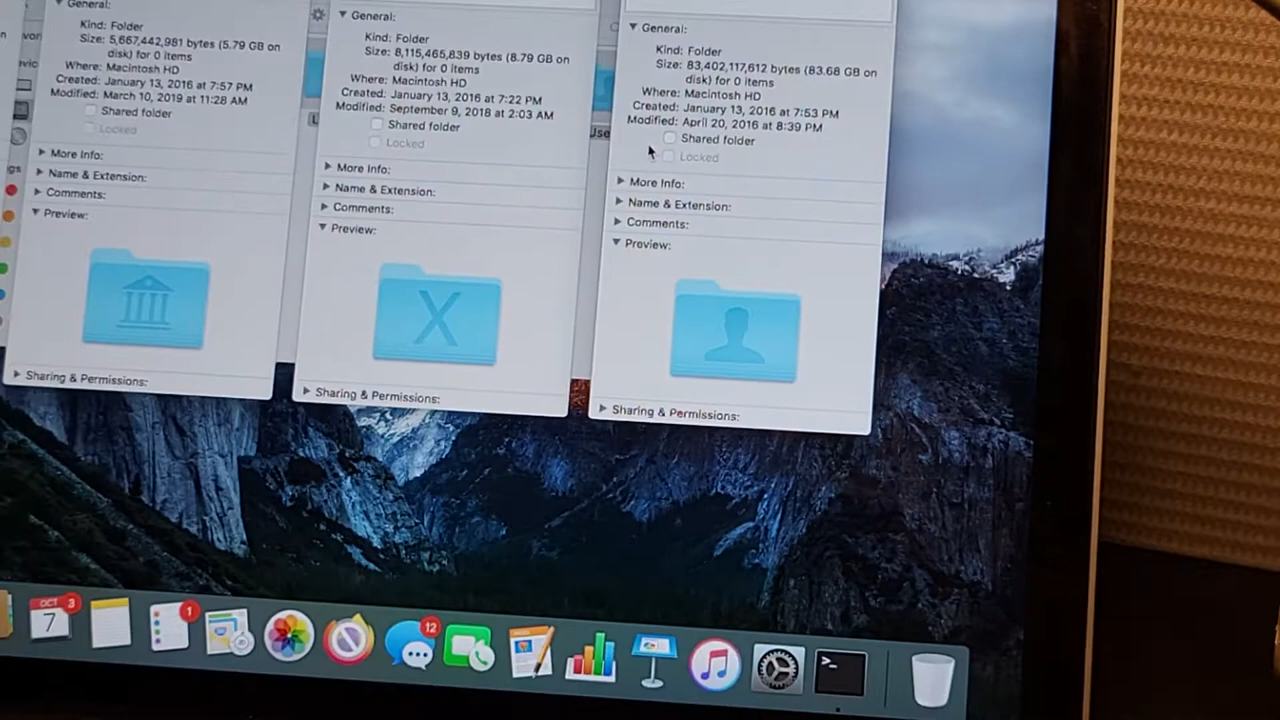 General:
Kind: Folder
Size: 5,667,442,981 bytes (5.79 GB on
disk) for 0 items
Where: Macintosh HD
Created: January 13, 2016 at 7:57 PM
Modified: March 10, 2019 at 11:28 AM
Shared folder
Locked
More Info:
Name & Extension:
Comments:
Preview:
Sharing & Permissions:
General:
Kind: Folder
Size: 8,115,465,839 bytes (8.79 GB on
disk) for 0 items
Where: Macintosh HD
Created: January 13, 2016 at 7:22 PM
Modified: September 9, 2018 at 2:03 AM
Shared folder
Locked
More Info:
Name & Extension:
Comments:
Preview:
X
Sharing & Permissions:
Use
General:
Kind: Folder
Size: 83,402,117,612 bytes (83.68 GB on
disk) for 0 items
Where: Macintosh HD
Created: January 13, 2016 at 7:53 PM
Modified: April 20, 2016 at 8:39 PM
Shared folder
Locked
More Info:
Name & Extension:
Comments:
Preview:
Sharing & Permissions:
OCT 3
7
1
12
>_